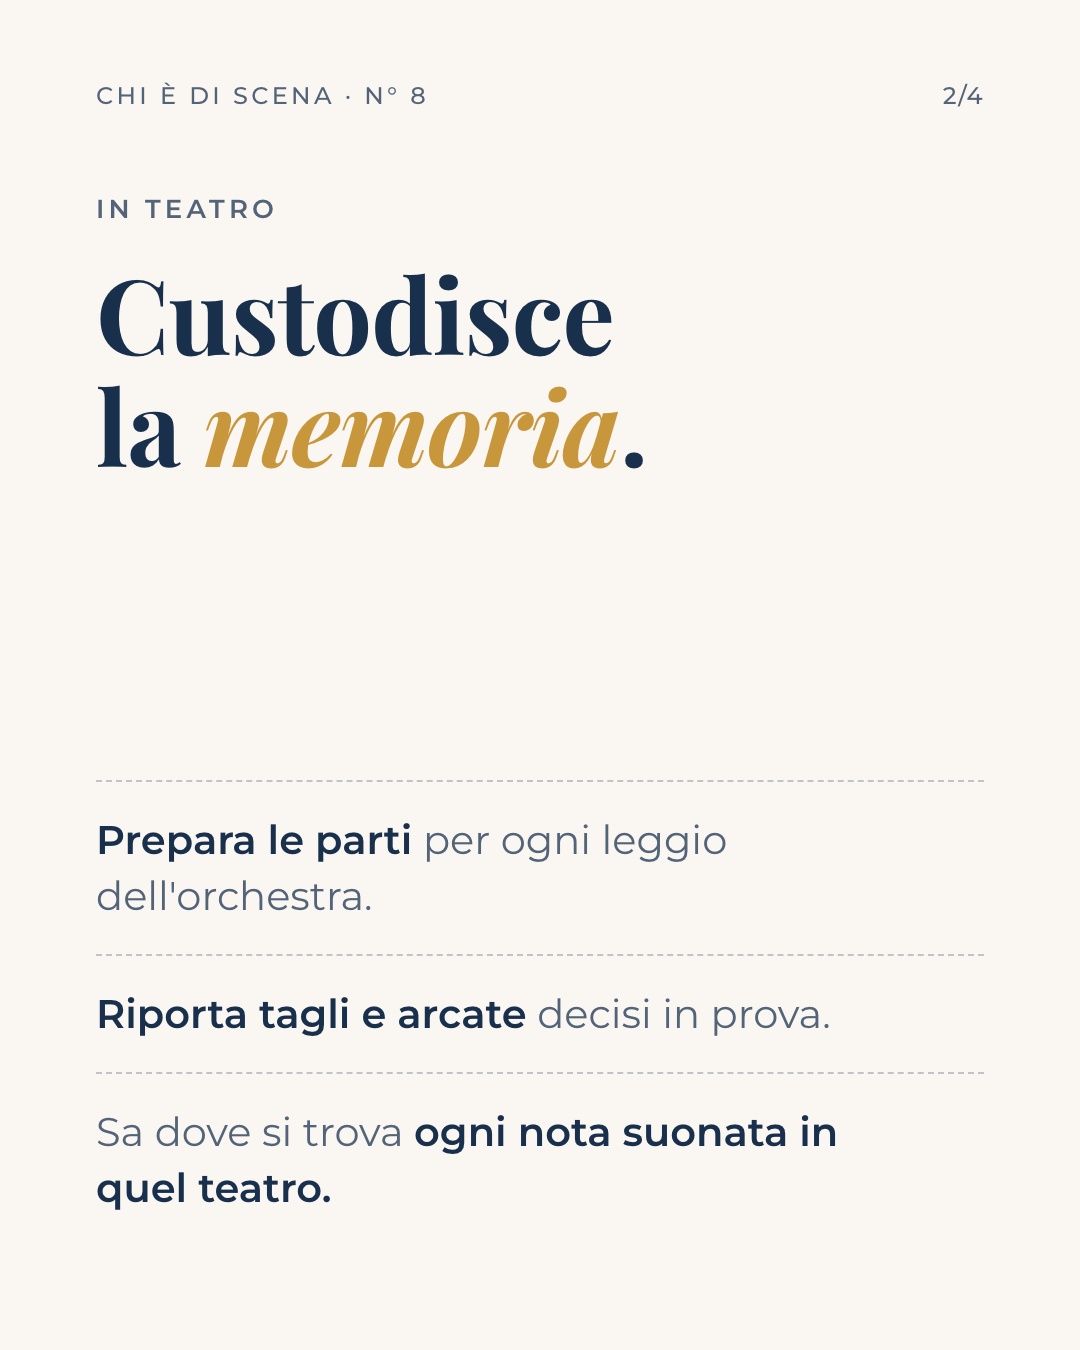 CHI È DI SCENA · N° 8
2/4
IN TEATRO
Custodisce
la memoria.
Prepara le parti per ogni leggio
dell'orchestra.
Riporta tagli e arcate decisi in prova.
Sa dove si trova ogni nota suonata in
quel teatro.